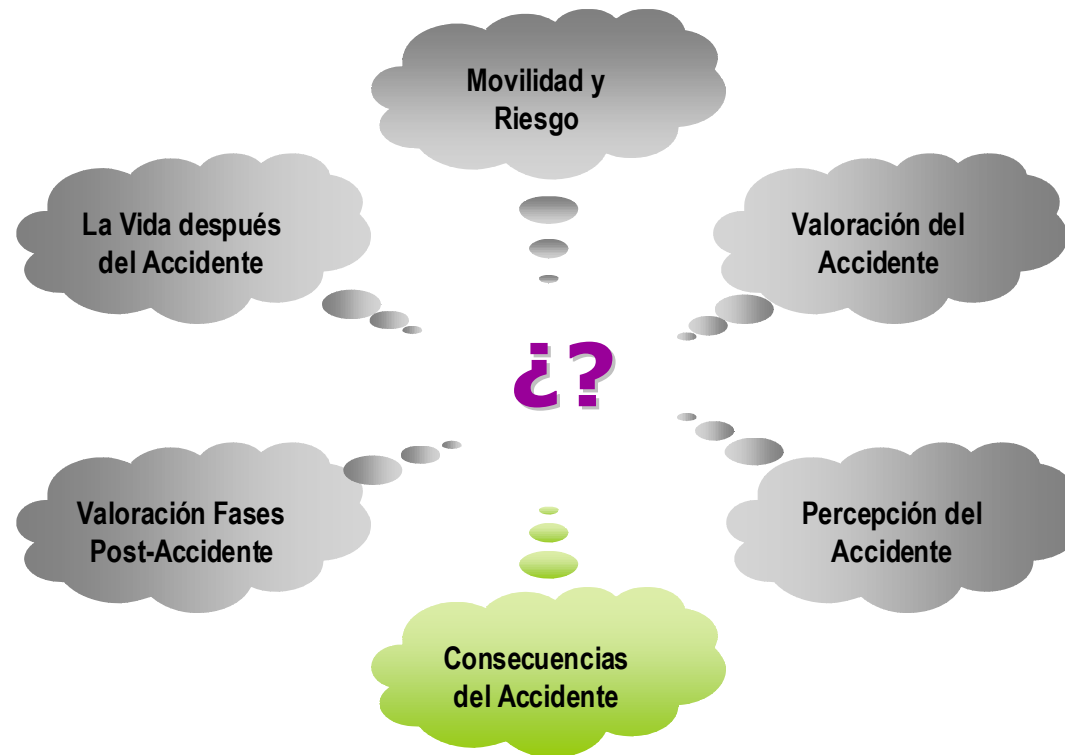 Movilidad y
Riesgo
La Vida después
del Accidente
Valoración del
Accidente
¿?
Valoración Fases
Post-Accidente
Percepción del
Accidente
Consecuencias
del Accidente